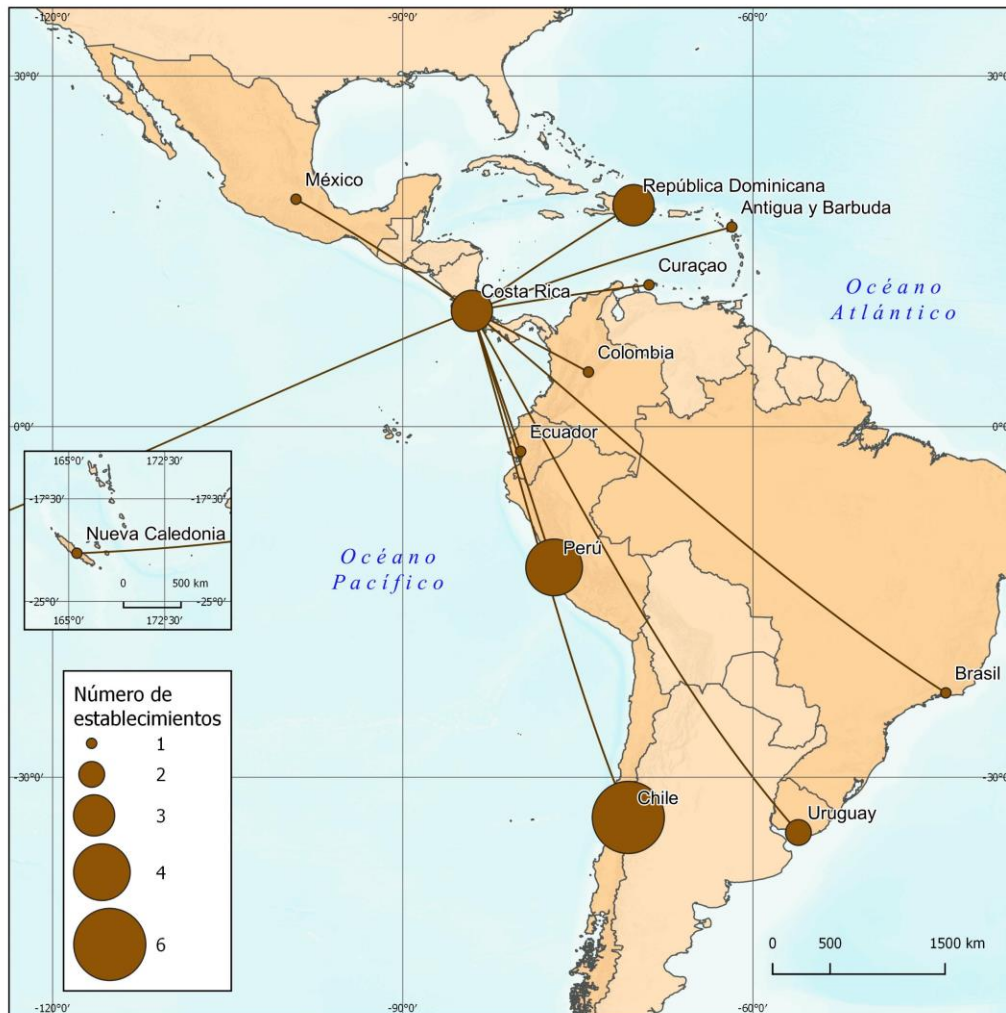 -120°0' -90°0' -60°0'
30°0' 30°0'
México
República Dominicana
Antigua y Barbuda
Curaçao
Costa Rica
Océano
Atlántico
Colombia
0°0' 0°0'
Ecuador
165°0' 172°30'
-17°30' -17°30'
Nueva Caledonia
0 500 km
-25°0' -25°0'
165°0' 172°30'
Océano
Pacífico
Perú
Brasil
Número de
establecimientos
1
2
3
4
6
-30°0' -30°0'
Chile
Uruguay
0 500 1500 km
-120°0' -90°0' -60°0'